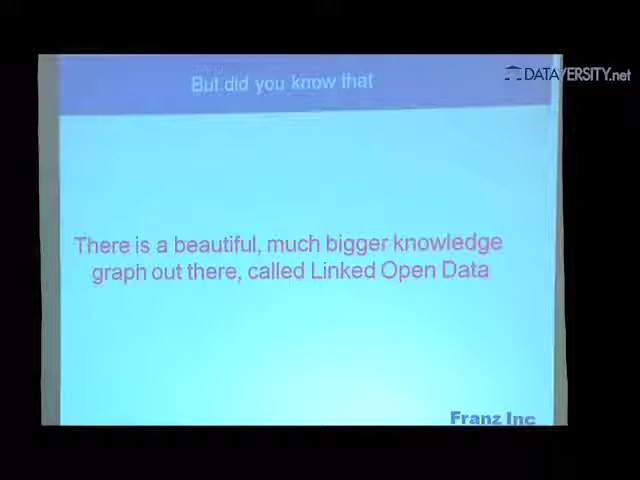 But did you know that
DATAVERSITY.net
There is a beautiful, much bigger knowledge
graph out there, called Linked Open Data
Franz Inc